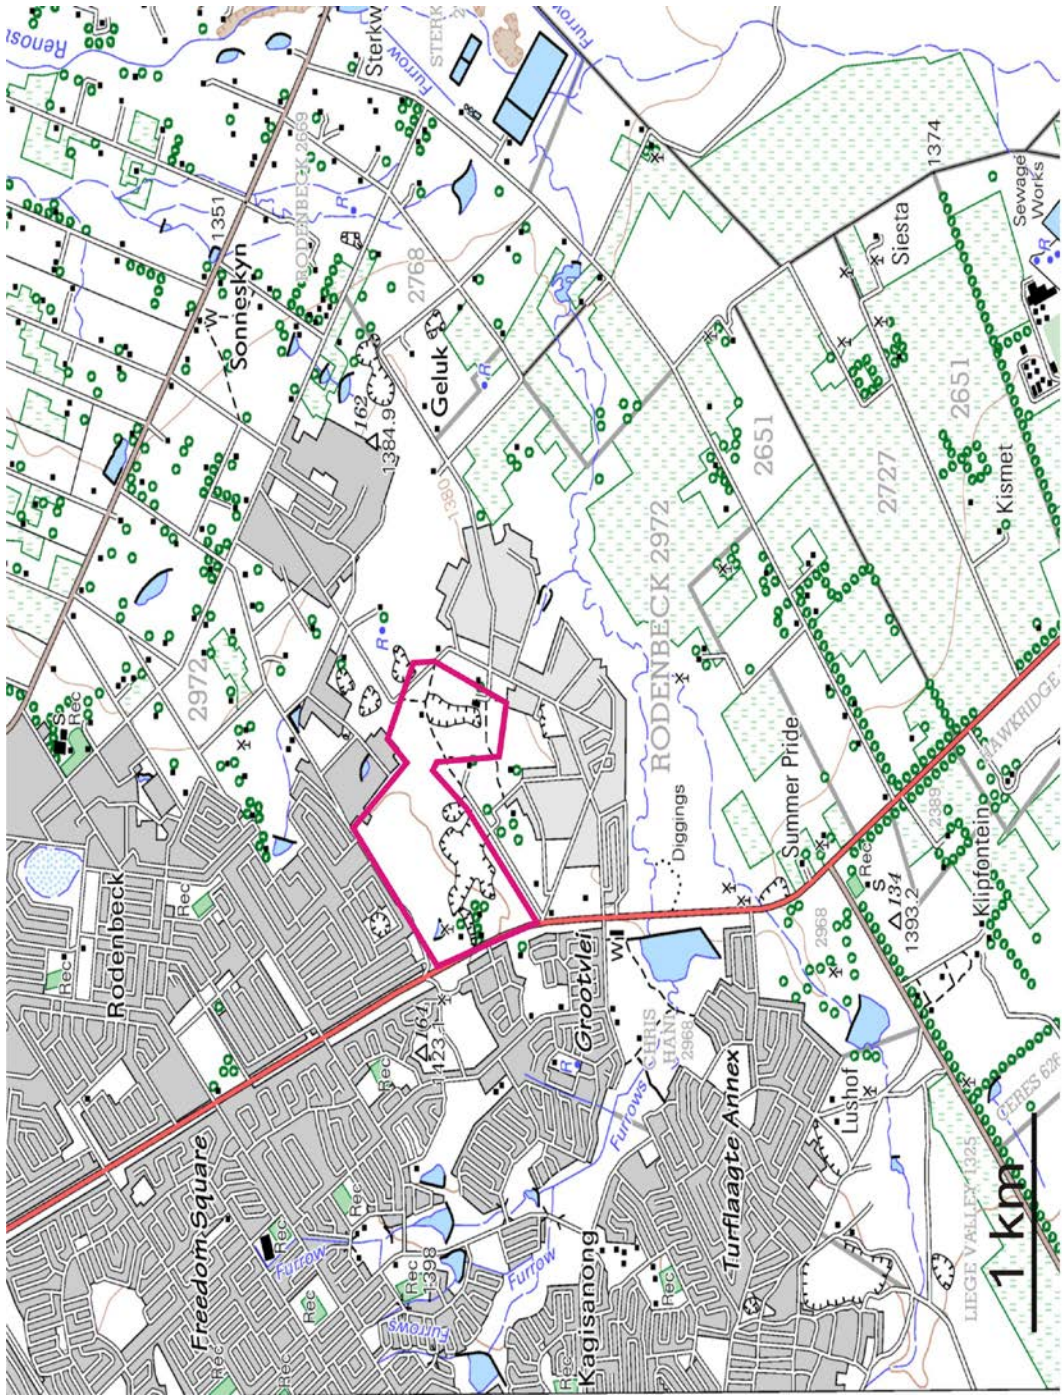 Renost
Rec
S
Rec
2972
W
1351
Sonneskyn
Rec
Rec
Rodenbeck
Freedom Square
Rec
Furrow
Rec
Rec
Rec
Rec
RODENBECK 2669
R
Sterkw
Furrow
STERK
162
1384.9
2768
Geluk
R
1380
R
164
1423.1
Rec
Rec
1398
Furrows
Furrow
R
Grootvlei
Furrows
Kagisanong
Rec
W
CHRIS
HANI
2968
RODENBECK 2972
Diggings
Rec
Turflaagte Annex
Furrow
2651
Summer Pride
2968
Lushof
Rec
S
134
1393.2
2727
Siesta
1374
2389
2651
Klipfontein
HAWKRIDGE
Kismet
LIEGE VALLEY 1325
CERES 626
Sewage
Works
R
1 km